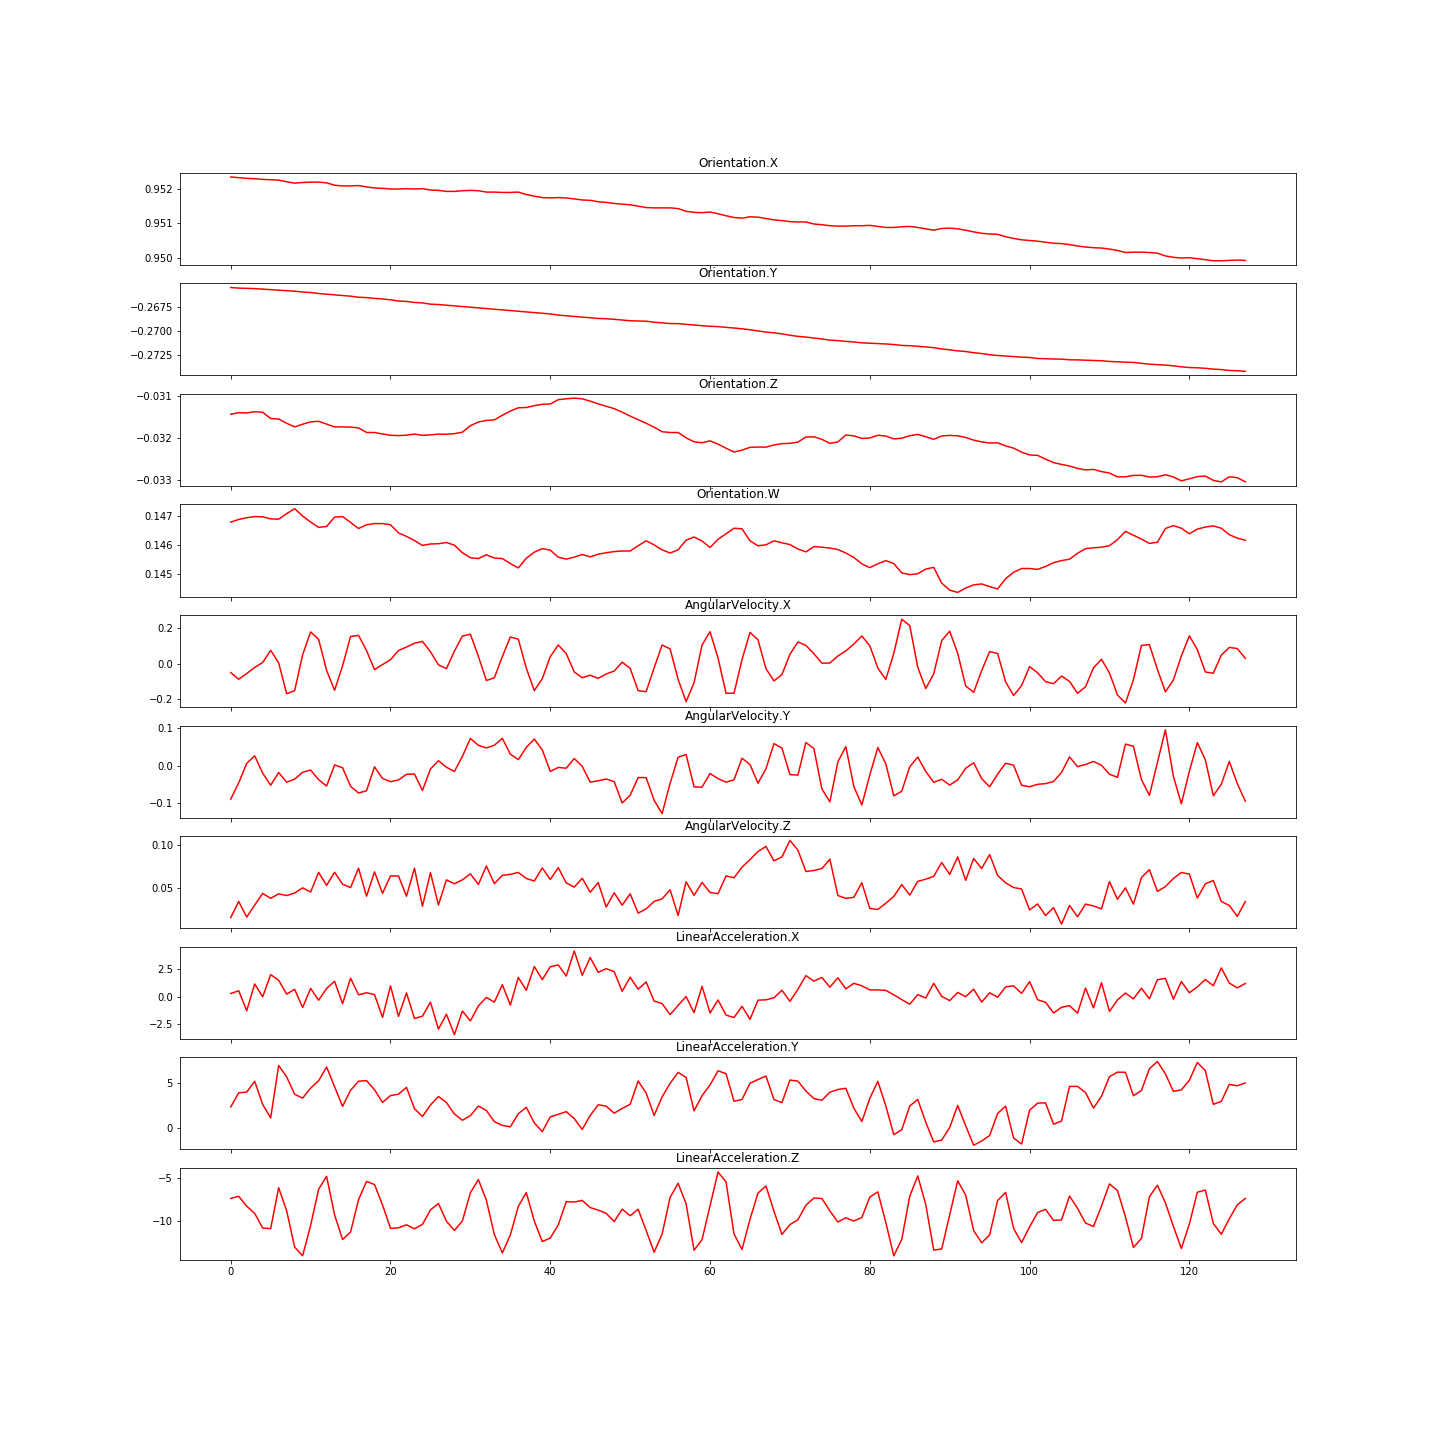 Orientation.X
0.952
0.951
0.950
Orientation.Y
−0.2675
−0.2700
−0.2725
Orientation.Z
−0.031
−0.032
−0.033
Orientation.W
0.147
0.146
0.145
AngularVelocity.X
0.2
0.0
−0.2
AngularVelocity.Y
0.1
0.0
−0.1
AngularVelocity.Z
0.10
0.05
LinearAcceleration.X
2.5
0.0
−2.5
LinearAcceleration.Y
5
0
LinearAcceleration.Z
−5
−10
0 20 40 60 80 100 120